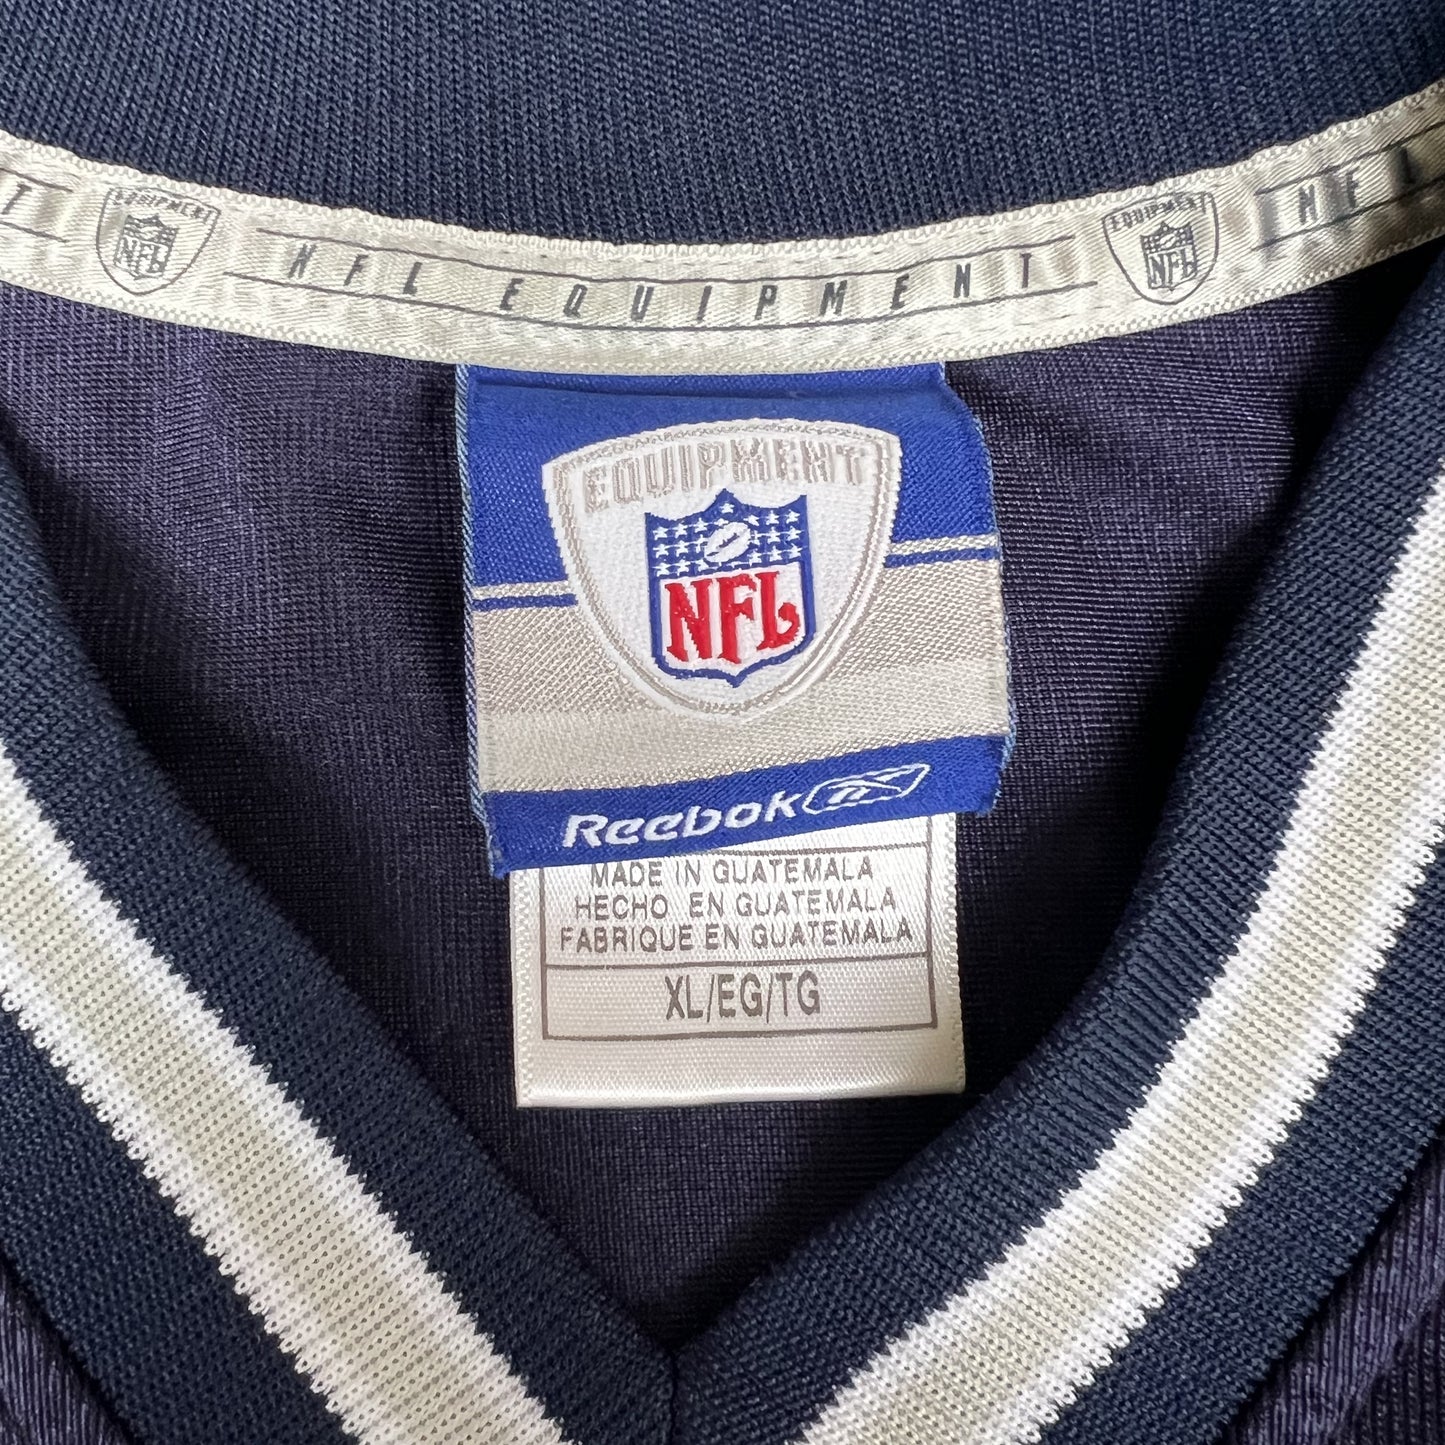 T EQUIPMENT NFL NFL EQUIPMENT EQUIPMENT NFL NFL
EQUIPMENT
NFL
Reebok
MADE IN GUATEMALA
HECHO EN GUATEMALA
FABRIQUE EN GUATEMALA
XL/EG/TG